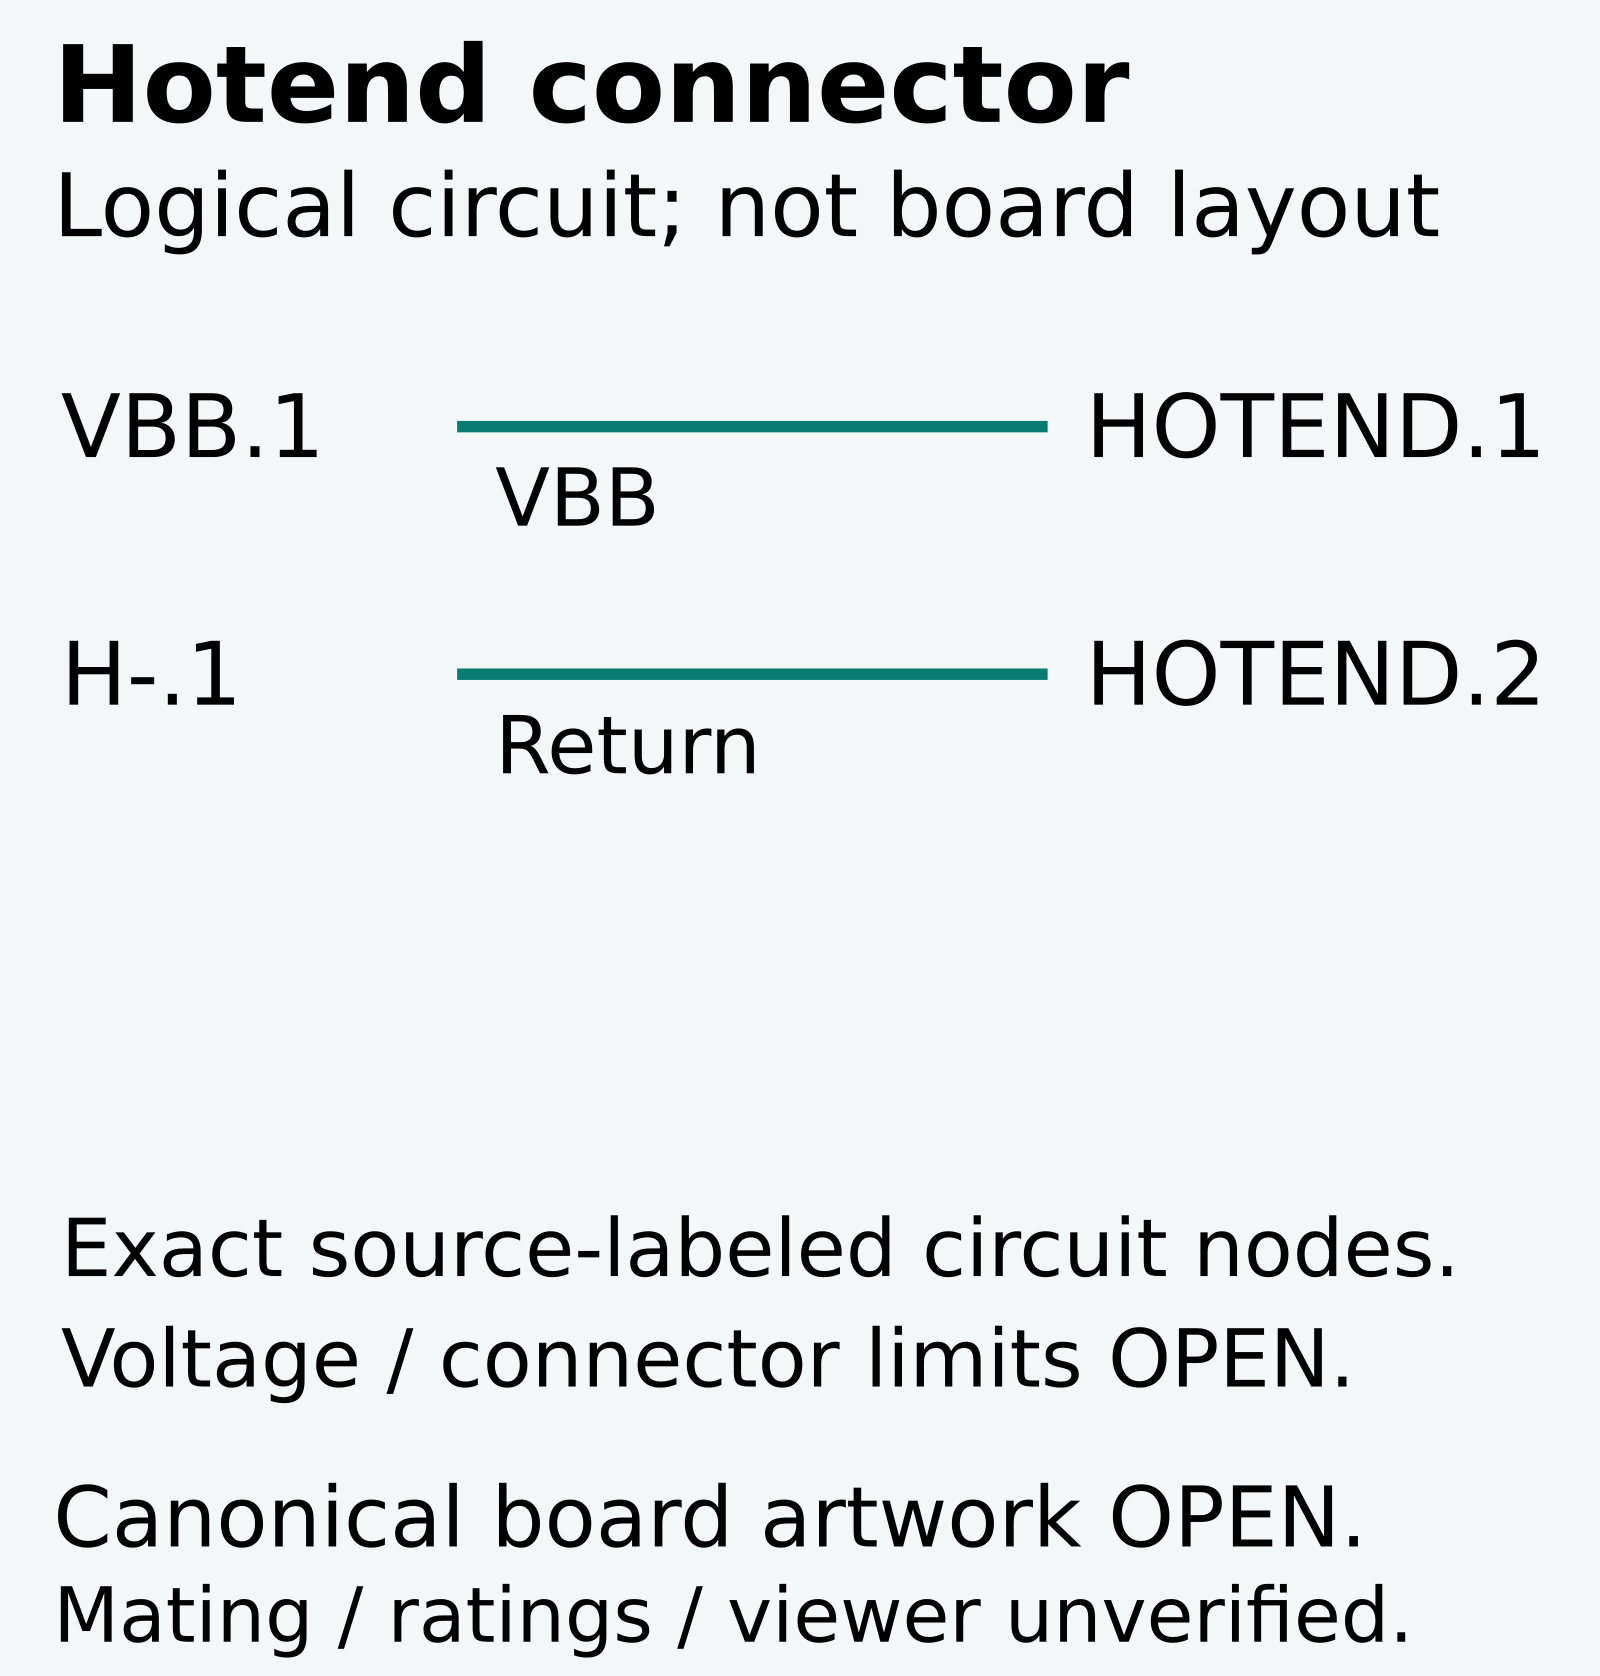 Hotend connector
Logical circuit; not board layout
VBB.1 HOTEND.1
VBB
H-.1 HOTEND.2
Return
Exact source-labeled circuit nodes.
Voltage / connector limits OPEN.
Canonical board artwork OPEN.
Mating / ratings / viewer unverified.